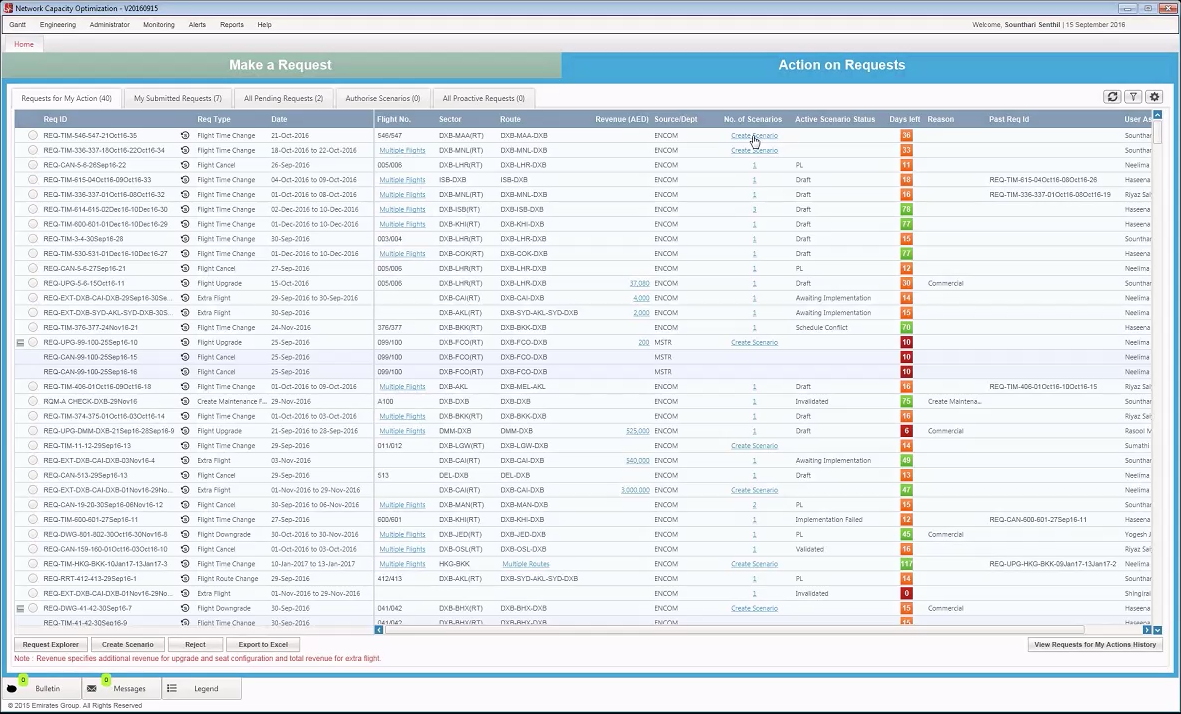 Network Capacity Optimization - V20160915
Gantt Engineering Administrator Monitoring Alerts Reports Help Welcome, Sounthari Senthil | 15 September 2016
Home
Make a Request Action on Requests
Requests for My Action (40) My Submitted Requests (7) All Pending Requests (2) Authorise Scenarios (0) All Proactive Requests (0)
Req ID Req Type Date Flight No. Sector Route Revenue (AED) Source/Dept No. of Scenarios Active Scenario Status Days left Reason Past Req Id User As
REQ-TIM-546-547-21Oct16-35 Flight Time Change 21-Oct-2016 546/547 DXB-MAA(RT) DXB-MAA-DXB ENCOM Create Scenario 36 Sounthar
REQ-TIM-336-337-18Oct16-22Oct16-34 Flight Time Change 18-Oct-2016 to 22-Oct-2016 Multiple Flights DXB-MNL(RT) DXB-MNL-DXB ENCOM Create Scenario 33 Sounthar
REQ-CAN-5-6-26Sep16-22 Flight Cancel 26-Sep-2016 005/006 DXB-LHR(RT) DXB-LHR-DXB ENCOM 1 PL 11 Neelima
REQ-TIM-615-04Oct16-09Oct16-33 Flight Time Change 04-Oct-2016 to 09-Oct-2016 Multiple Flights ISB-DXB ISB-DXB ENCOM 1 Draft 18 REQ-TIM-615-04Oct16-08Oct16-26 Haseena
REQ-TIM-336-337-01Oct16-08Oct16-32 Flight Time Change 01-Oct-2016 to 08-Oct-2016 Multiple Flights DXB-MNL(RT) DXB-MNL-DXB ENCOM 1 Draft 16 REQ-TIM-336-337-01Oct16-08Oct16-19 Riyaz Sai
REQ-TIM-614-615-02Dec16-10Dec16-30 Flight Time Change 02-Dec-2016 to 10-Dec-2016 Multiple Flights DXB-ISB(RT) DXB-ISB-DXB ENCOM 3 Draft 78 Haseena
REQ-TIM-600-601-01Dec16-10Dec16-29 Flight Time Change 01-Dec-2016 to 10-Dec-2016 Multiple Flights DXB-KHI(RT) DXB-KHI-DXB ENCOM 1 Draft 77 Haseena
REQ-TIM-3-4-30Sep16-28 Flight Time Change 30-Sep-2016 003/004 DXB-LHR(RT) DXB-LHR-DXB ENCOM 1 Draft 15 Sounthar
REQ-TIM-530-531-01Dec16-10Dec16-27 Flight Time Change 01-Dec-2016 to 10-Dec-2016 Multiple Flights DXB-COK(RT) DXB-COK-DXB ENCOM 1 Draft 77 Haseena
REQ-CAN-5-6-27Sep16-21 Flight Cancel 27-Sep-2016 005/006 DXB-LHR(RT) DXB-LHR-DXB ENCOM 1 PL 12 Neelima
REQ-UPG-5-6-15Oct16-11 Flight Upgrade 15-Oct-2016 005/006 DXB-LHR(RT) DXB-LHR-DXB 37,080 ENCOM 1 Draft 30 Commercial Haseena
REQ-EXT-DXB-CAI-DXB-29Sep16-30Se... Extra Flight 29-Sep-2016 to 30-Sep-2016 DXB-CAI(RT) DXB-CAI-DXB 4,000 ENCOM 1 Awaiting Implementation 14 Neelima
REQ-EXT-DXB-SYD-AKL-SYD-DXB-30S... Extra Flight 30-Sep-2016 DXB-AKL(RT) DXB-SYD-AKL-SYD-DXB 2,000 ENCOM 1 Awaiting Implementation 15 Neelima
REQ-TIM-376-377-24Nov16-21 Flight Time Change 24-Nov-2016 376/377 DXB-BKK(RT) DXB-BKK-DXB ENCOM 1 Schedule Conflict 70 Haseena
REQ-UPG-99-100-25Sep16-10 Flight Upgrade 25-Sep-2016 099/100 DXB-FCO(RT) DXB-FCO-DXB 200 MSTR Create Scenario 10 Neelima
REQ-CAN-99-100-25Sep16-15 Flight Cancel 25-Sep-2016 099/100 DXB-FCO(RT) DXB-FCO-DXB MSTR 10 Neelima
REQ-CAN-99-100-25Sep16-16 Flight Cancel 25-Sep-2016 099/100 DXB-FCO(RT) DXB-FCO-DXB MSTR 10 Neelima
REQ-TIM-406-01Oct16-09Oct16-18 Flight Time Change 01-Oct-2016 to 09-Oct-2016 Multiple Flights DXB-AKL DXB-MEL-AKL ENCOM 1 Draft 16 REQ-TIM-406-01Oct16-10Oct16-15 Riyaz Sai
RQM-A CHECK-DXB-29Nov16 Create Maintenance F... 29-Nov-2016 A100 DXB-DXB DXB-DXB ENCOM 1 Invalidated 75 Create Maintena... Sounthar
REQ-TIM-374-375-01Oct16-03Oct16-14 Flight Time Change 01-Oct-2016 to 03-Oct-2016 Multiple Flights DXB-BKK(RT) DXB-BKK-DXB ENCOM 1 Draft 16 Riyaz Sai
REQ-UPG-DMM-DXB-21Sep16-28Sep16-9 Flight Upgrade 21-Sep-2016 to 28-Sep-2016 Multiple Flights DMM-DXB DMM-DXB 525,000 ENCOM 1 Draft 6 Commercial Rasool M
REQ-TIM-11-12-29Sep16-13 Flight Time Change 29-Sep-2016 011/012 DXB-LGW(RT) DXB-LGW-DXB ENCOM Create Scenario 14 Sumathi
REQ-EXT-DXB-CAI-DXB-03Nov16-4 Extra Flight 03-Nov-2016 DXB-CAI(RT) DXB-CAI-DXB 540,000 ENCOM 1 Awaiting Implementation 49 Haseena
REQ-CAN-513-29Sep16-13 Flight Cancel 29-Sep-2016 513 DEL-DXB DEL-DXB ENCOM 1 Draft 13 Neelima
REQ-EXT-DXB-CAI-DXB-01Nov16-29No... Extra Flight 01-Nov-2016 to 29-Nov-2016 DXB-CAI(RT) DXB-CAI-DXB 3,000,000 ENCOM Create Scenario 47 Neelima
REQ-CAN-19-20-30Sep16-06Nov16-12 Flight Cancel 30-Sep-2016 to 06-Nov-2016 Multiple Flights DXB-MAN(RT) DXB-MAN-DXB ENCOM 2 PL 15 Neelima
REQ-TIM-600-601-27Sep16-11 Flight Time Change 27-Sep-2016 600/601 DXB-KHI(RT) DXB-KHI-DXB ENCOM 1 Implementation Failed 12 REQ-CAN-600-601-27Sep16-11 Haseena
REQ-DWG-801-802-30Oct16-30Nov16-8 Flight Downgrade 30-Oct-2016 to 30-Nov-2016 Multiple Flights DXB-JED(RT) DXB-JED-DXB ENCOM 1 PL 45 Commercial Yogesh J
REQ-CAN-159-160-01Oct16-03Oct16-10 Flight Cancel 01-Oct-2016 to 03-Oct-2016 Multiple Flights DXB-OSL(RT) DXB-OSL-DXB ENCOM 1 Validated 16 Riyaz Sai
REQ-TIM-HKG-BKK-10Jan17-13Jan17-3 Flight Time Change 10-Jan-2017 to 13-Jan-2017 Multiple Flights HKG-BKK Multiple Routes ENCOM Create Scenario 117 REQ-UPG-HKG-BKK-09Jan17-13Jan17-2 Neelima
REQ-RRT-412-413-29Sep16-1 Flight Route Change 29-Sep-2016 412/413 DXB-AKL(RT) DXB-SYD-AKL-SYD-DXB ENCOM 1 PL 14 Sounthar
REQ-EXT-DXB-CAI-DXB-01Nov16-29No... Extra Flight 01-Nov-2016 to 29-Nov-2016 DXB-CAI(RT) DXB-CAI-DXB ENCOM 1 Invalidated 0 Shingirai
REQ-DWG-41-42-30Sep16-7 Flight Downgrade 30-Sep-2016 041/042 DXB-BHX(RT) DXB-BHX-DXB ENCOM Create Scenario 15 Commercial Haseena
REQ-TIM-41-42-30Sep16-9 Flight Time Change 30-Sep-2016 041/042 DXB-BHX(RT) DXB-BHX-DXB ENCOM 15 Haseena
Request Explorer Create Scenario Reject Export to Excel View Requests for My Actions History
Note : Revenue specifies additional revenue for upgrade and seat configuration and total revenue for extra flight.
0 Bulletin 0 Messages Legend
© 2015 Emirates Group. All Rights Reserved